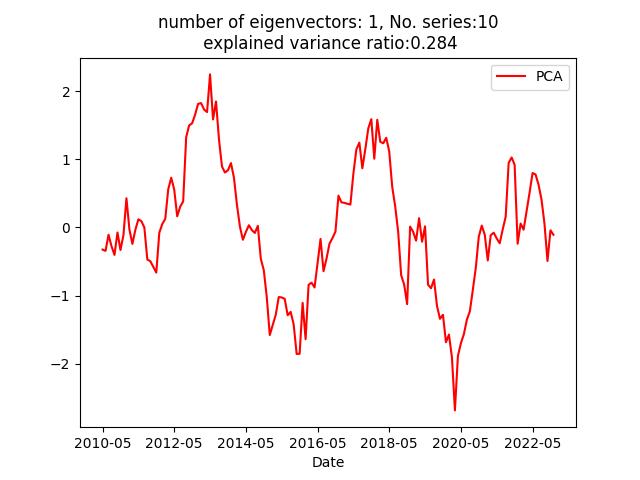 number of eigenvectors: 1, No. series:10
explained variance ratio:0.284
PCA
2
1
0
−1
−2
2010-05 2012-05 2014-05 2016-05 2018-05 2020-05 2022-05
Date